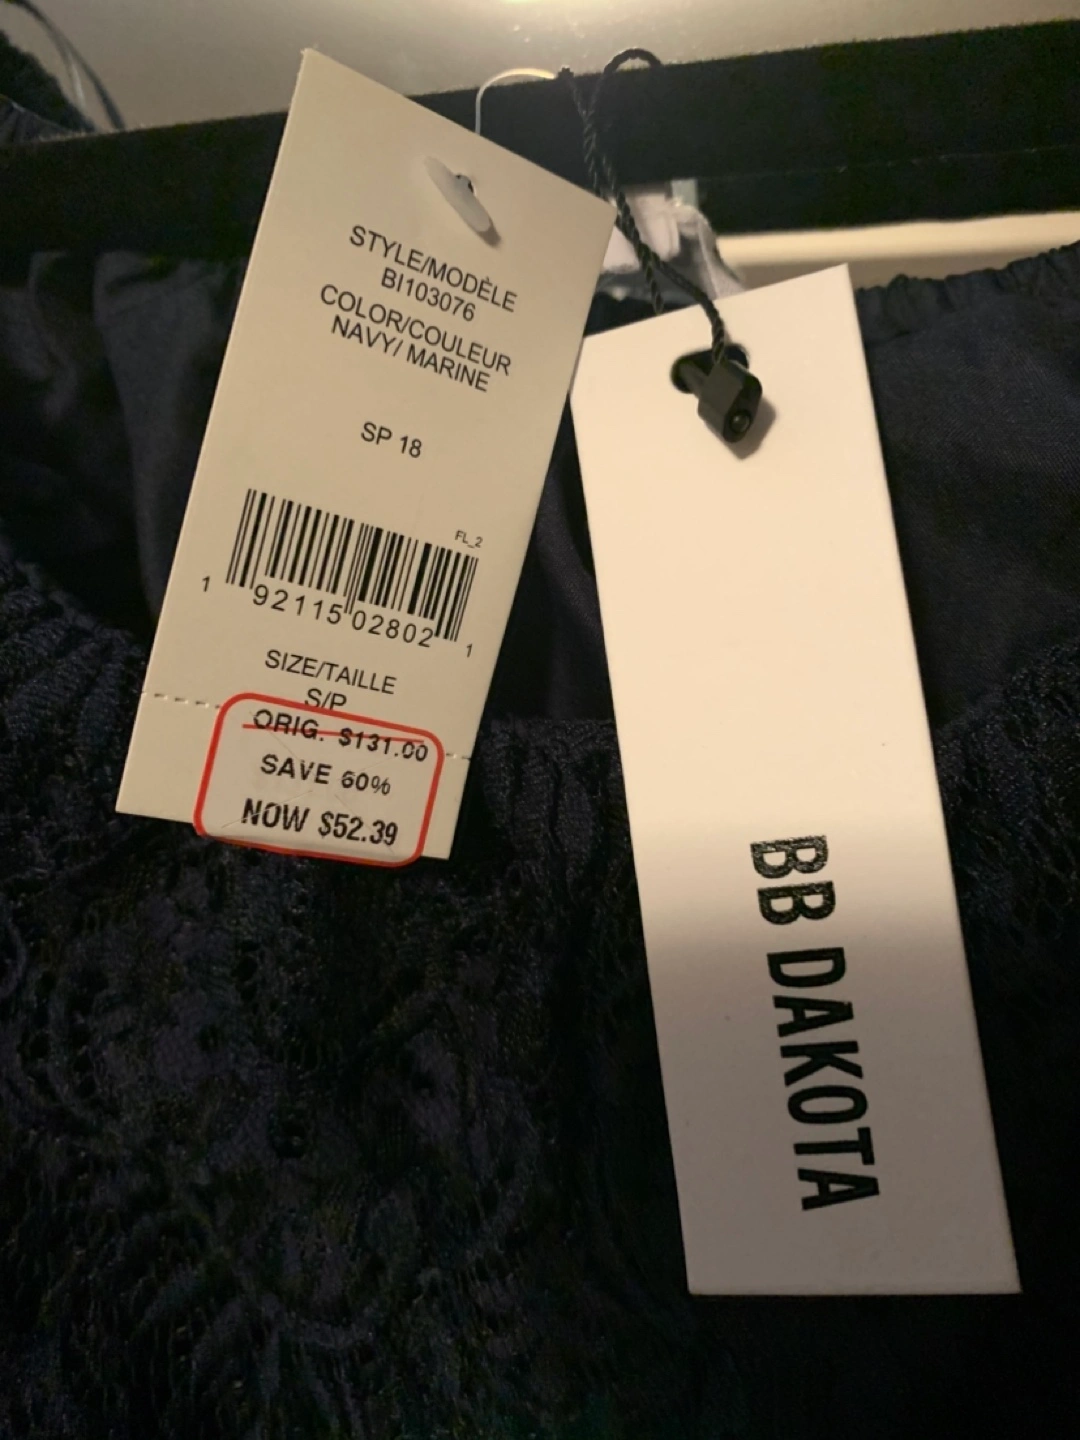 STYLE/MODÈLE
BI103076
COLOR/COULEUR
NAVY/ MARINE
SP 18
FL_2
1 92115 02802 1
SIZE/TAILLE
S/P
ORIG. $131.00
SAVE 60%
NOW $52.39
BB DAKOTA